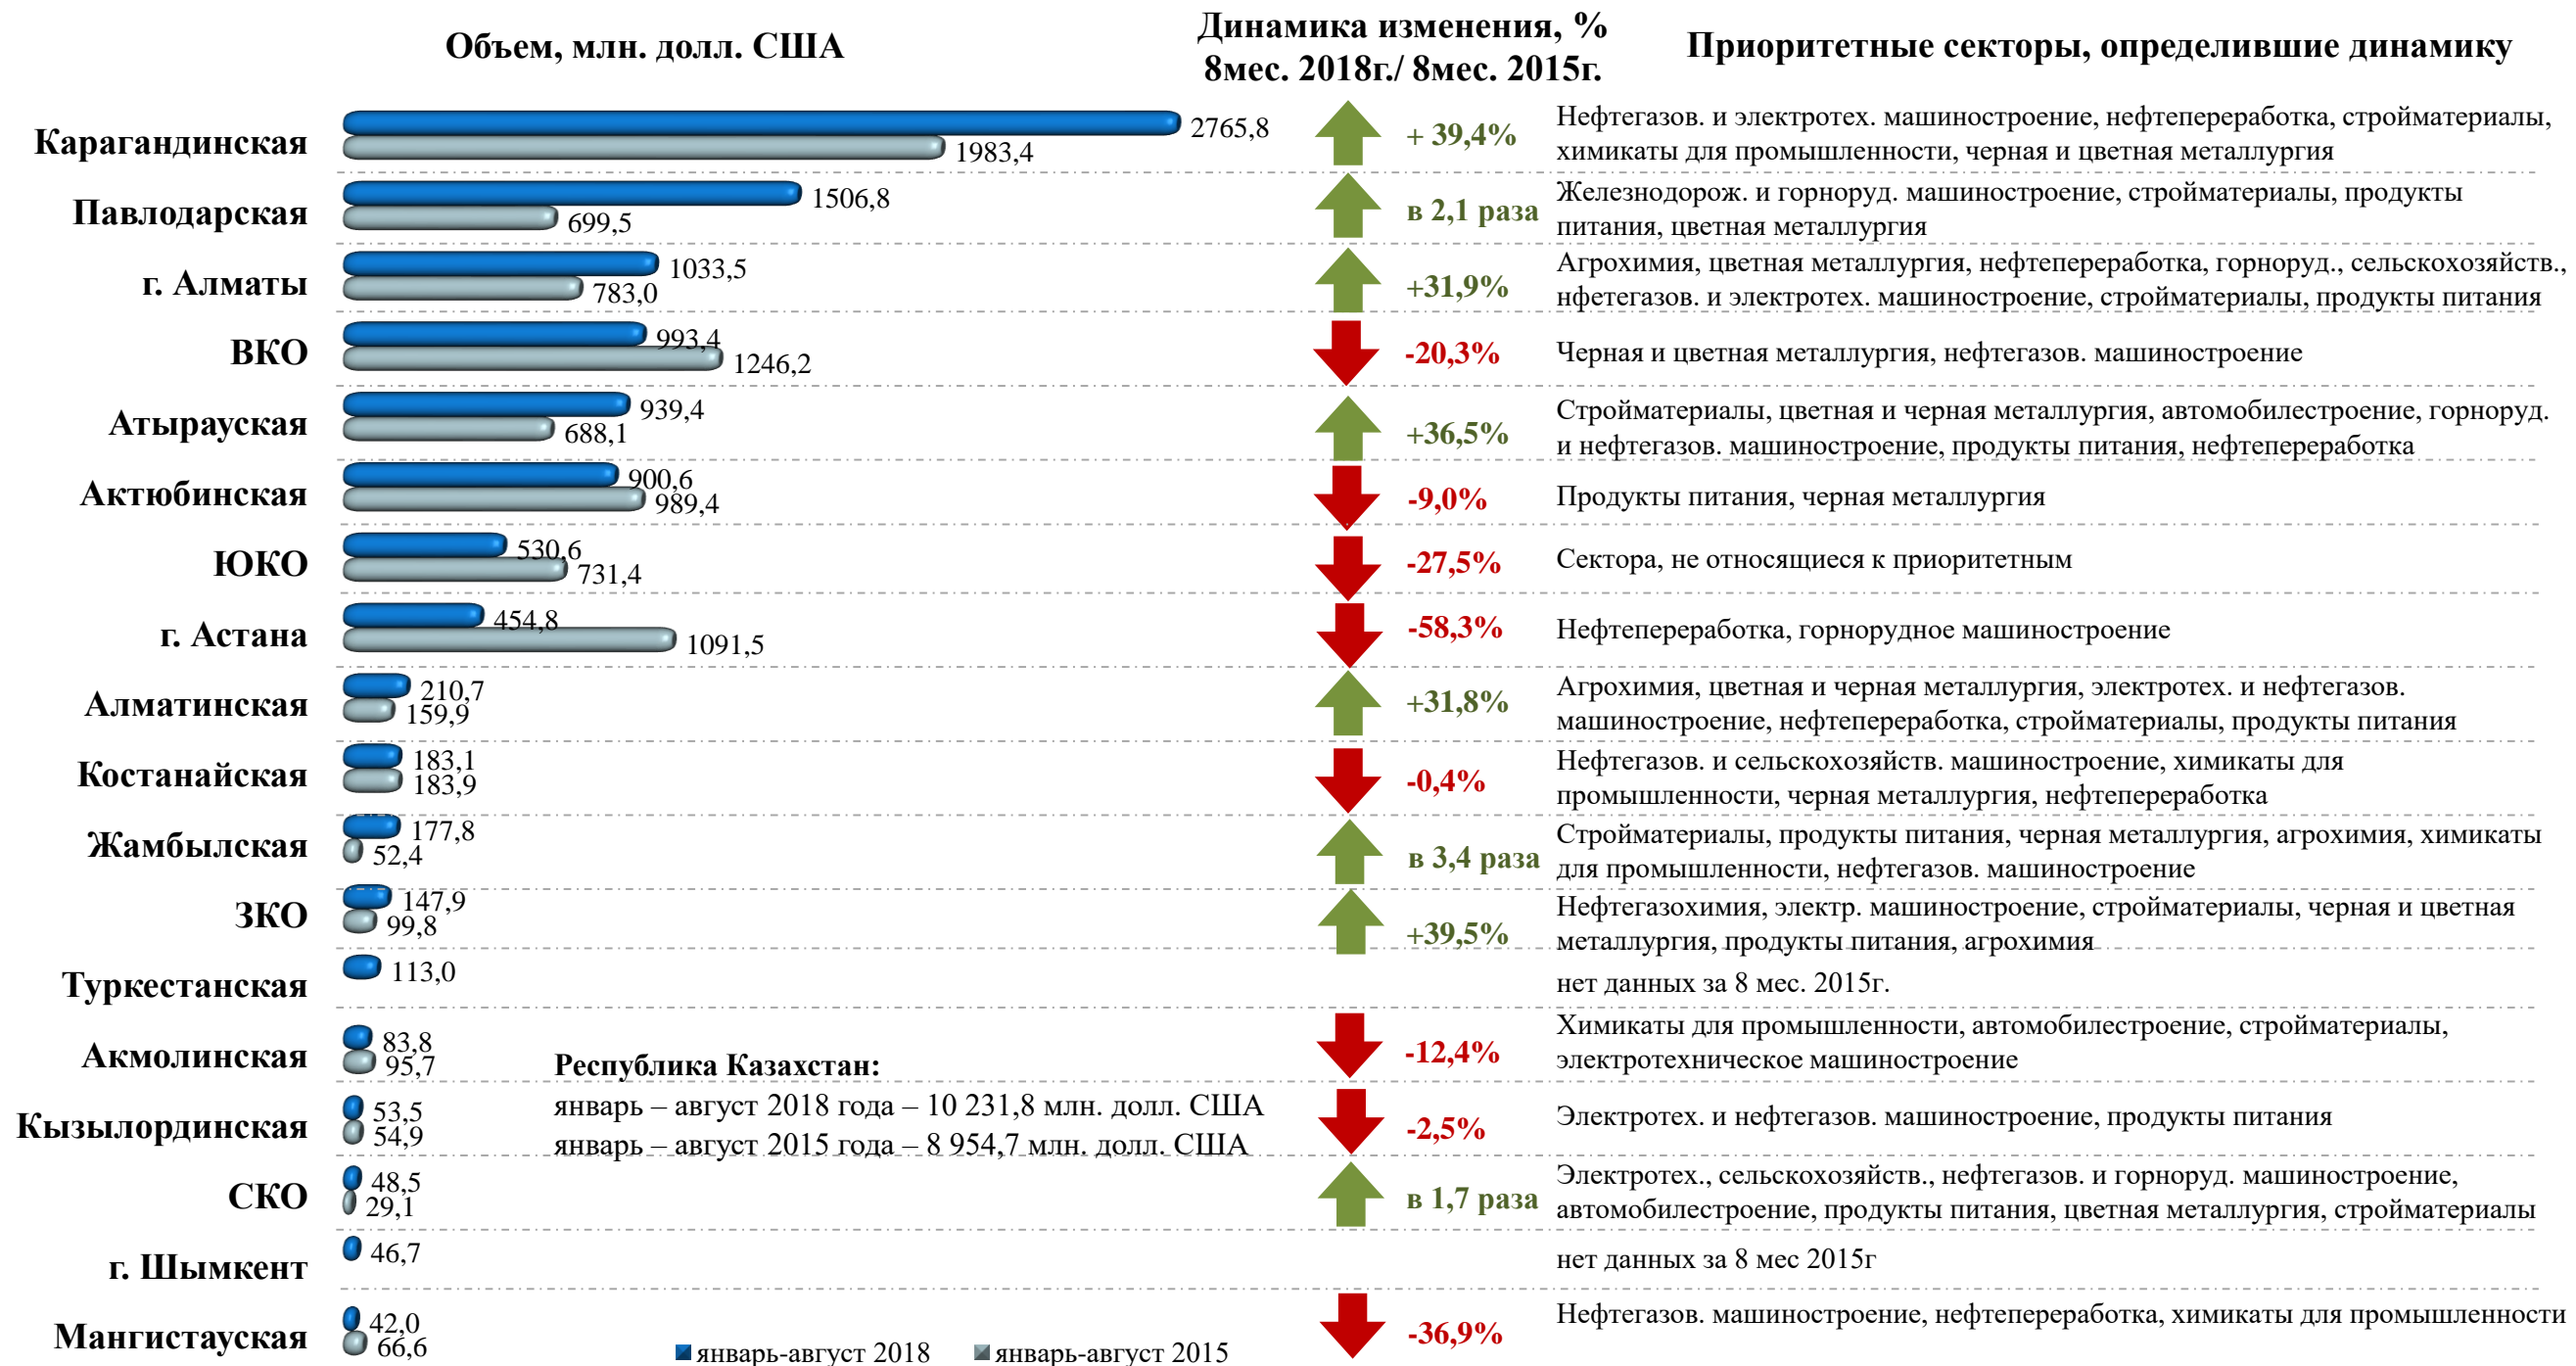 Объем, млн. долл. США
Динамика изменения, %
8мес. 2018г./ 8мес. 2015г.
Приоритетные секторы, определившие динамику
Карагандинская
2765,8
1983,4
+ 39,4%
Нефтегазов. и электротех. машиностроение, нефтепереработка, стройматериалы,
химикаты для промышленности, черная и цветная металлургия
Павлодарская
1506,8
699,5
в 2,1 раза
Железнодорож. и горноруд. машиностроение, стройматериалы, продукты
питания, цветная металлургия
г. Алматы
1033,5
783,0
+31,9%
Агрохимия, цветная металлургия, нефтепереработка, горноруд., сельскохозяйств.,
нфетегазов. и электротех. машиностроение, стройматериалы, продукты питания
ВКО
993,4
1246,2
-20,3%
Черная и цветная металлургия, нефтегазов. машиностроение
Атырауская
939,4
688,1
+36,5%
Стройматериалы, цветная и черная металлургия, автомобилестроение, горноруд.
и нефтегазов. машиностроение, продукты питания, нефтепереработка
Актюбинская
900,6
989,4
-9,0%
Продукты питания, черная металлургия
ЮКО
530,6
731,4
-27,5%
Сектора, не относящиеся к приоритетным
г. Астана
454,8
1091,5
-58,3%
Нефтепереработка, горнорудное машиностроение
Алматинская
210,7
159,9
+31,8%
Агрохимия, цветная и черная металлургия, электротех. и нефтегазов.
машиностроение, нефтепереработка, стройматериалы, продукты питания
Костанайская
183,1
183,9
-0,4%
Нефтегазов. и сельскохозяйств. машиностроение, химикаты для
промышленности, черная металлургия, нефтепереработка
Жамбылская
177,8
52,4
в 3,4 раза
Стройматериалы, продукты питания, черная металлургия, агрохимия, химикаты
для промышленности, нефтегазов. машиностроение
ЗКО
147,9
99,8
+39,5%
Нефтегазохимия, электр. машиностроение, стройматериалы, черная и цветная
металлургия, продукты питания, агрохимия
Туркестанская
113,0
нет данных за 8 мес. 2015г.
Акмолинская
83,8
95,7
-12,4%
Химикаты для промышленности, автомобилестроение, стройматериалы,
электротехническое машиностроение
Республика Казахстан:
январь – август 2018 года – 10 231,8 млн. долл. США
январь – август 2015 года – 8 954,7 млн. долл. США
Кызылординская
53,5
54,9
-2,5%
Электротех. и нефтегазов. машиностроение, продукты питания
СКО
48,5
29,1
в 1,7 раза
Электротех., сельскохозяйств., нефтегазов. и горноруд. машиностроение,
автомобилестроение, продукты питания, цветная металлургия, стройматериалы
г. Шымкент
46,7
нет данных за 8 мес 2015г
Мангистауская
42,0
66,6
-36,9%
Нефтегазов. машиностроение, нефтепереработка, химикаты для промышленности
январь-август 2018
январь-август 2015